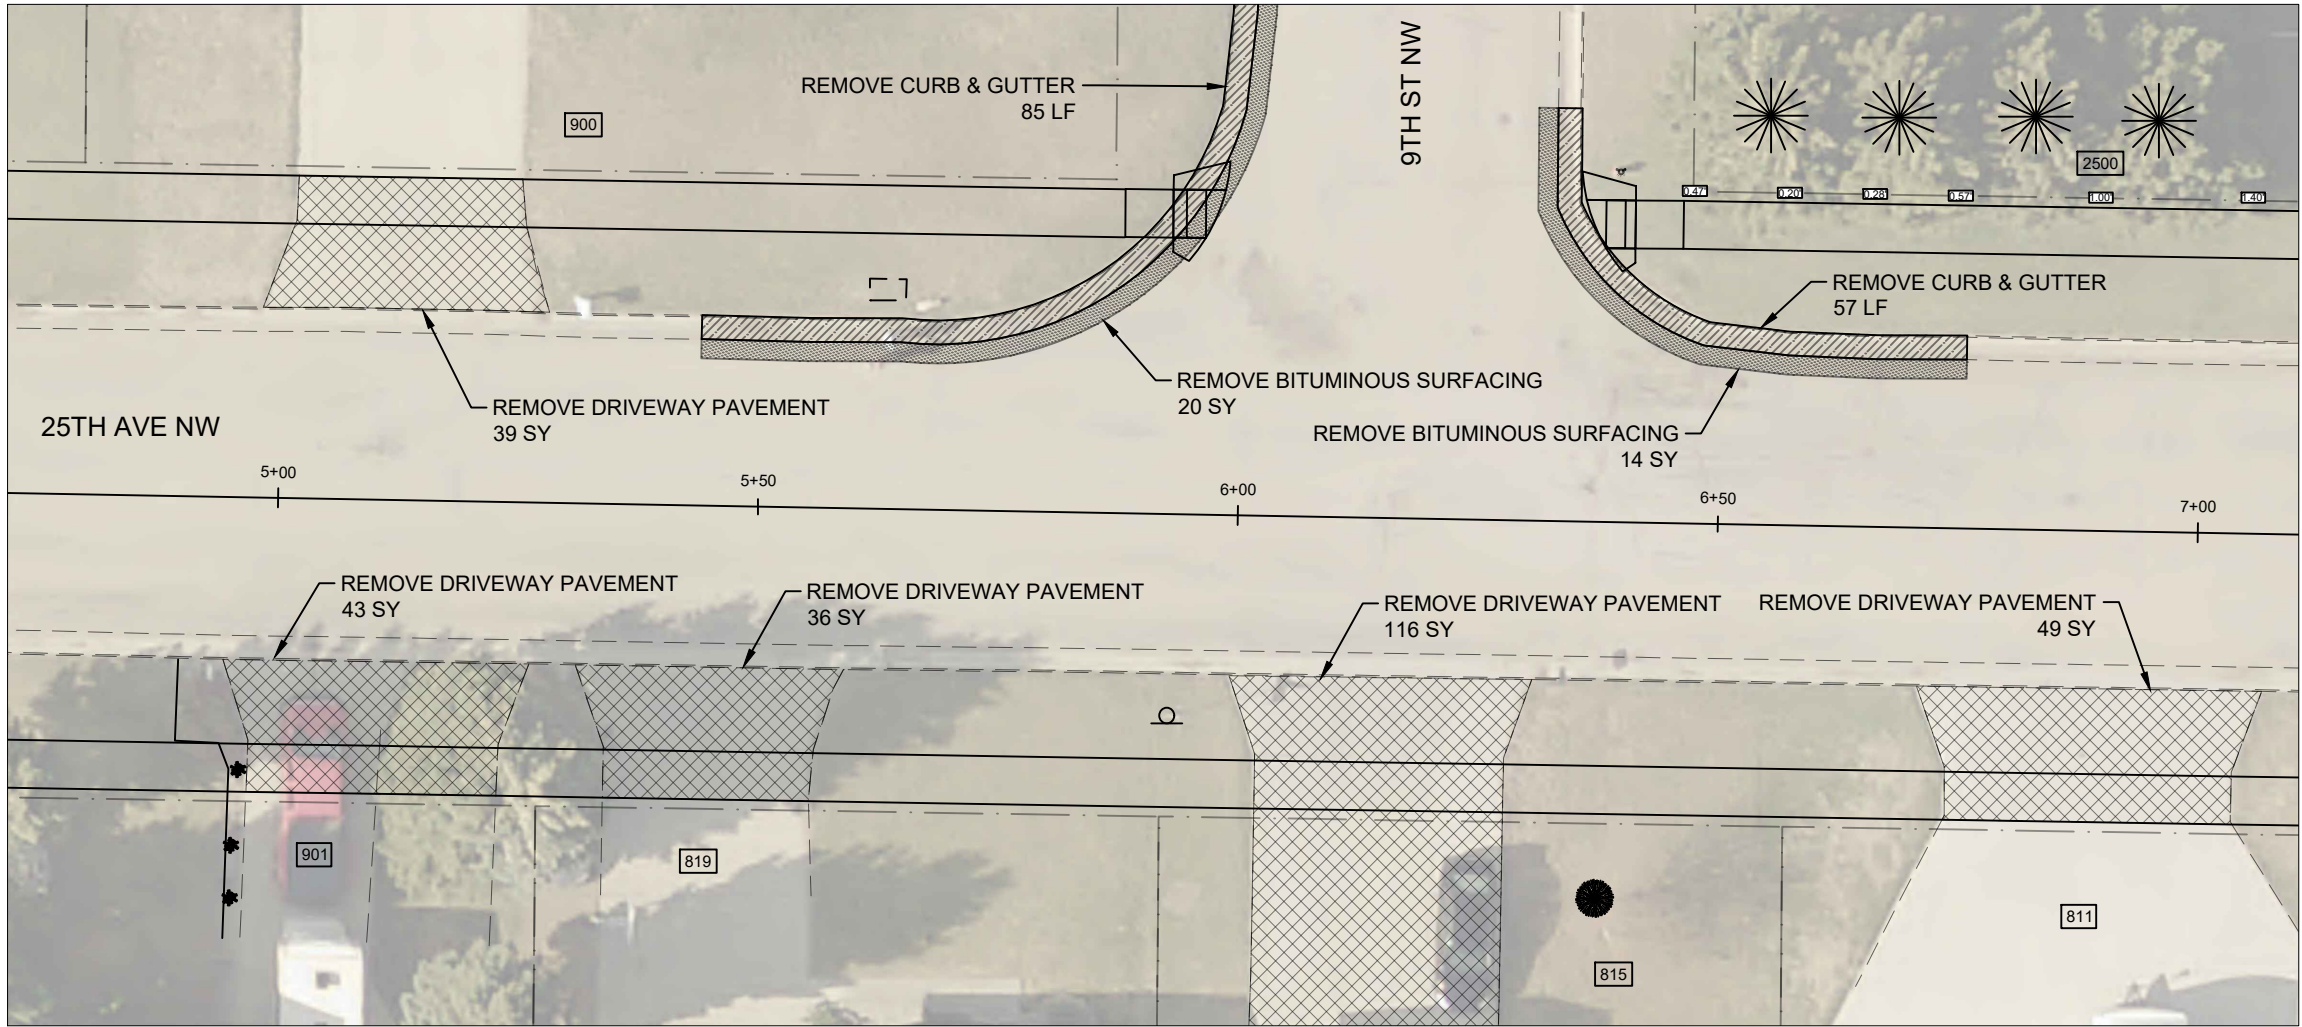 REMOVE CURB & GUTTER
85 LF
9TH ST NW
900
2500
0.47'
0.20'
0.28'
0.57'
1.00'
1.40'
REMOVE CURB & GUTTER
57 LF
REMOVE BITUMINOUS SURFACING
20 SY
REMOVE DRIVEWAY PAVEMENT
39 SY
25TH AVE NW
REMOVE BITUMINOUS SURFACING
14 SY
5+00
5+50
6+00
6+50
7+00
REMOVE DRIVEWAY PAVEMENT
43 SY
REMOVE DRIVEWAY PAVEMENT
36 SY
REMOVE DRIVEWAY PAVEMENT
116 SY
REMOVE DRIVEWAY PAVEMENT
49 SY
901
819
815
811